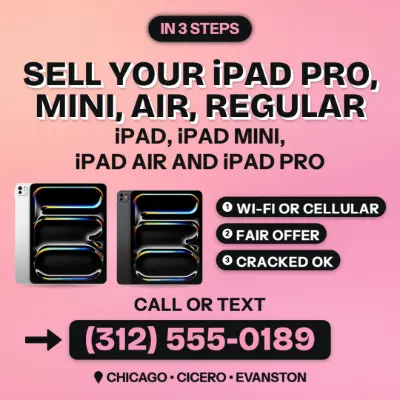 IN 3 STEPS
SELL YOUR iPAD PRO,
MINI, AIR, REGULAR
iPAD, iPAD MINI,
iPAD AIR AND iPAD PRO
1 WI-FI OR CELLULAR
2 FAIR OFFER
3 CRACKED OK
CALL OR TEXT
(312) 555-0189
CHICAGO • CICERO • EVANSTON